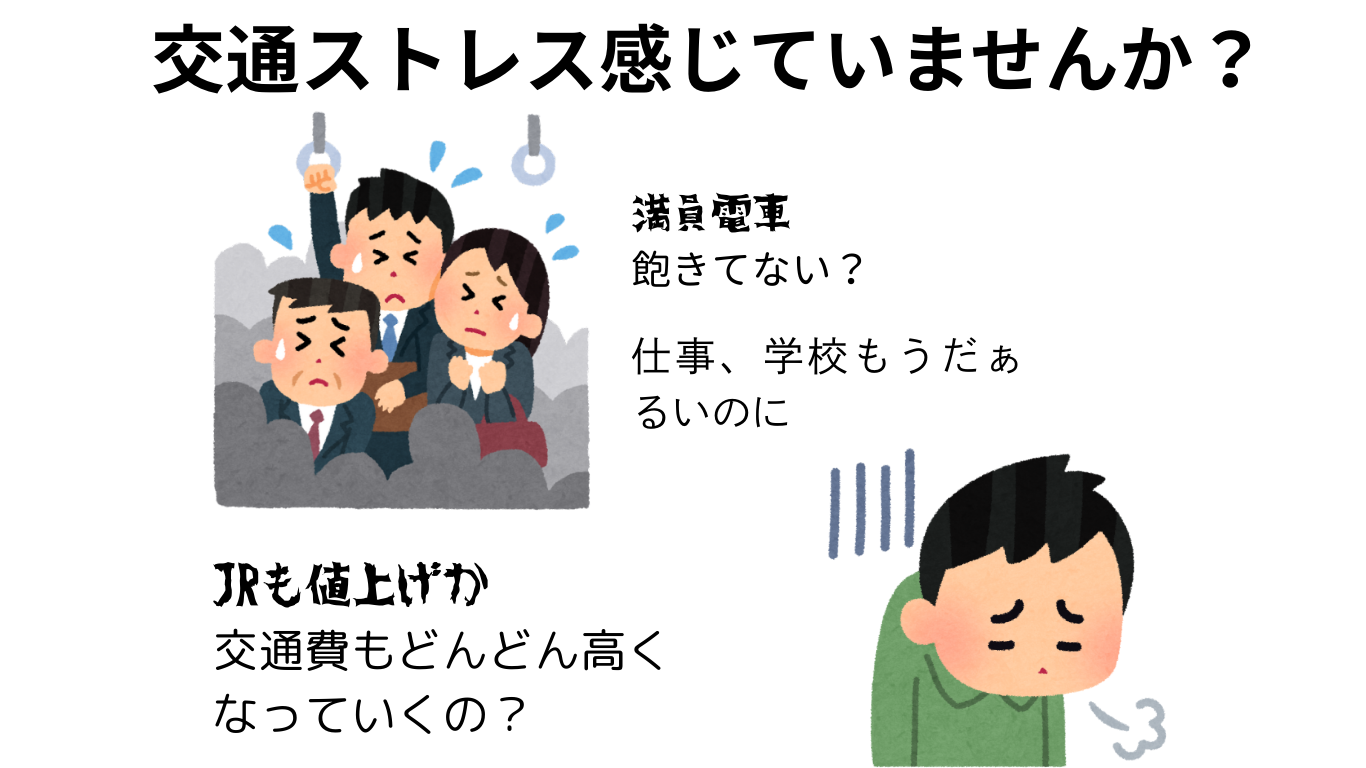 交通ストレス感じていませんか？
満員電車
飽きてない？
仕事、学校もうだぁ
るいのに
JRも値上げか
交通費もどんどん高く
なっていくの？